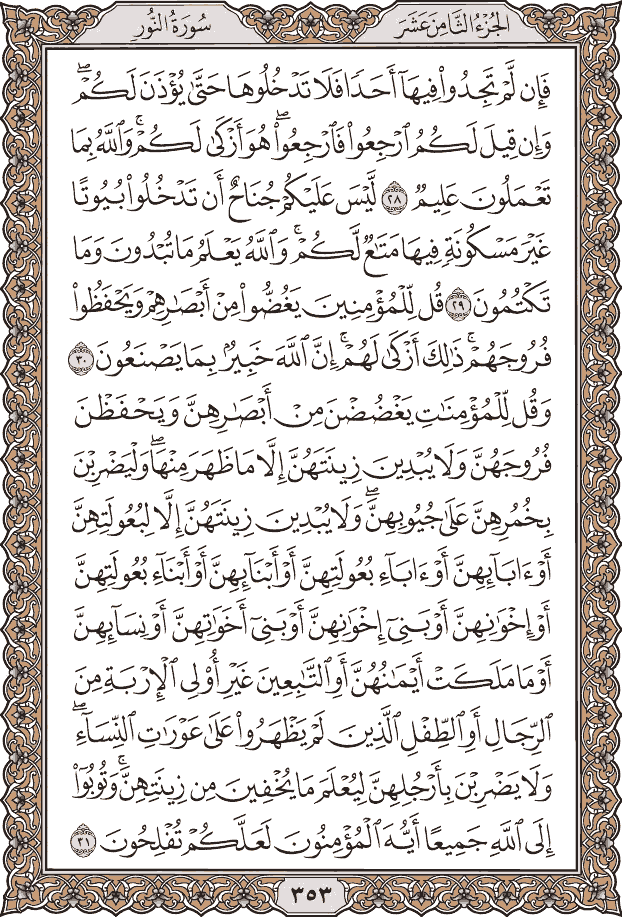 الجزء الثامن عشر
سورة النور
فَإِن لَّمْ تَجِدُوا۟ فِيهَآ أَحَدًا فَلَا تَدْخُلُوهَا حَتَّىٰ يُؤْذَنَ لَكُمْ ۖ
وَإِن قِيلَ لَكُمُ ٱرْجِعُوا۟ فَٱرْجِعُوا۟ ۖ هُوَ أَزْكَىٰ لَكُمْ ۚ وَٱللَّهُ بِمَا
تَعْمَلُونَ عَلِيمٌ ٢٨ لَّيْسَ عَلَيْكُمْ جُنَاحٌ أَن تَدْخُلُوا۟ بُيُوتًا
غَيْرَ مَسْكُونَةٍ فِيهَا مَتَٰعٌ لَّكُمْ ۚ وَٱللَّهُ يَعْلَمُ مَا تُبْدُونَ وَمَا
تَكْتُمُونَ ٢٩ قُل لِّلْمُؤْمِنِينَ يَغُضُّوا۟ مِنْ أَبْصَٰرِهِمْ وَيَحْفَظُوا۟
فُرُوجَهُمْ ۚ ذَٰلِكَ أَزْكَىٰ لَهُمْ ۚ إِنَّ ٱللَّهَ خَبِيرٌۢ بِمَا يَصْنَعُونَ ٣٠
وَقُل لِّلْمُؤْمِنَٰتِ يَغْضُضْنَ مِنْ أَبْصَٰرِهِنَّ وَيَحْفَظْنَ
فُرُوجَهُنَّ وَلَا يُبْدِينَ زِينَتَهُنَّ إِلَّا مَا ظَهَرَ مِنْهَا ۖ وَلْيَضْرِبْنَ
بِخُمُرِهِنَّ عَلَىٰ جُيُوبِهِنَّ ۖ وَلَا يُبْدِينَ زِينَتَهُنَّ إِلَّا لِبُعُولَتِهِنَّ
أَوْ ءَابَآئِهِنَّ أَوْ ءَابَآءِ بُعُولَتِهِنَّ أَوْ أَبْنَآئِهِنَّ أَوْ أَبْنَآءِ بُعُولَتِهِنَّ
أَوْ إِخْوَٰنِهِنَّ أَوْ بَنِىٓ إِخْوَٰنِهِنَّ أَوْ بَنِىٓ أَخَوَٰتِهِنَّ أَوْ نِسَآئِهِنَّ
أَوْ مَا مَلَكَتْ أَيْمَٰنُهُنَّ أَوِ ٱلتَّٰبِعِينَ غَيْرِ أُو۟لِى ٱلْإِرْبَةِ مِنَ
ٱلرِّجَالِ أَوِ ٱلطِّفْلِ ٱلَّذِينَ لَمْ يَظْهَرُوا۟ عَلَىٰ عَوْرَٰتِ ٱلنِّسَآءِ ۖ
وَلَا يَضْرِبْنَ بِأَرْجُلِهِنَّ لِيُعْلَمَ مَا يُخْفِينَ مِن زِينَتِهِنَّ ۚ وَتُوبُوٓا۟
إِلَى ٱللَّهِ جَمِيعًا أَيُّهَ ٱلْمُؤْمِنُونَ لَعَلَّكُمْ تُفْلِحُونَ ٣١
٣٥٣